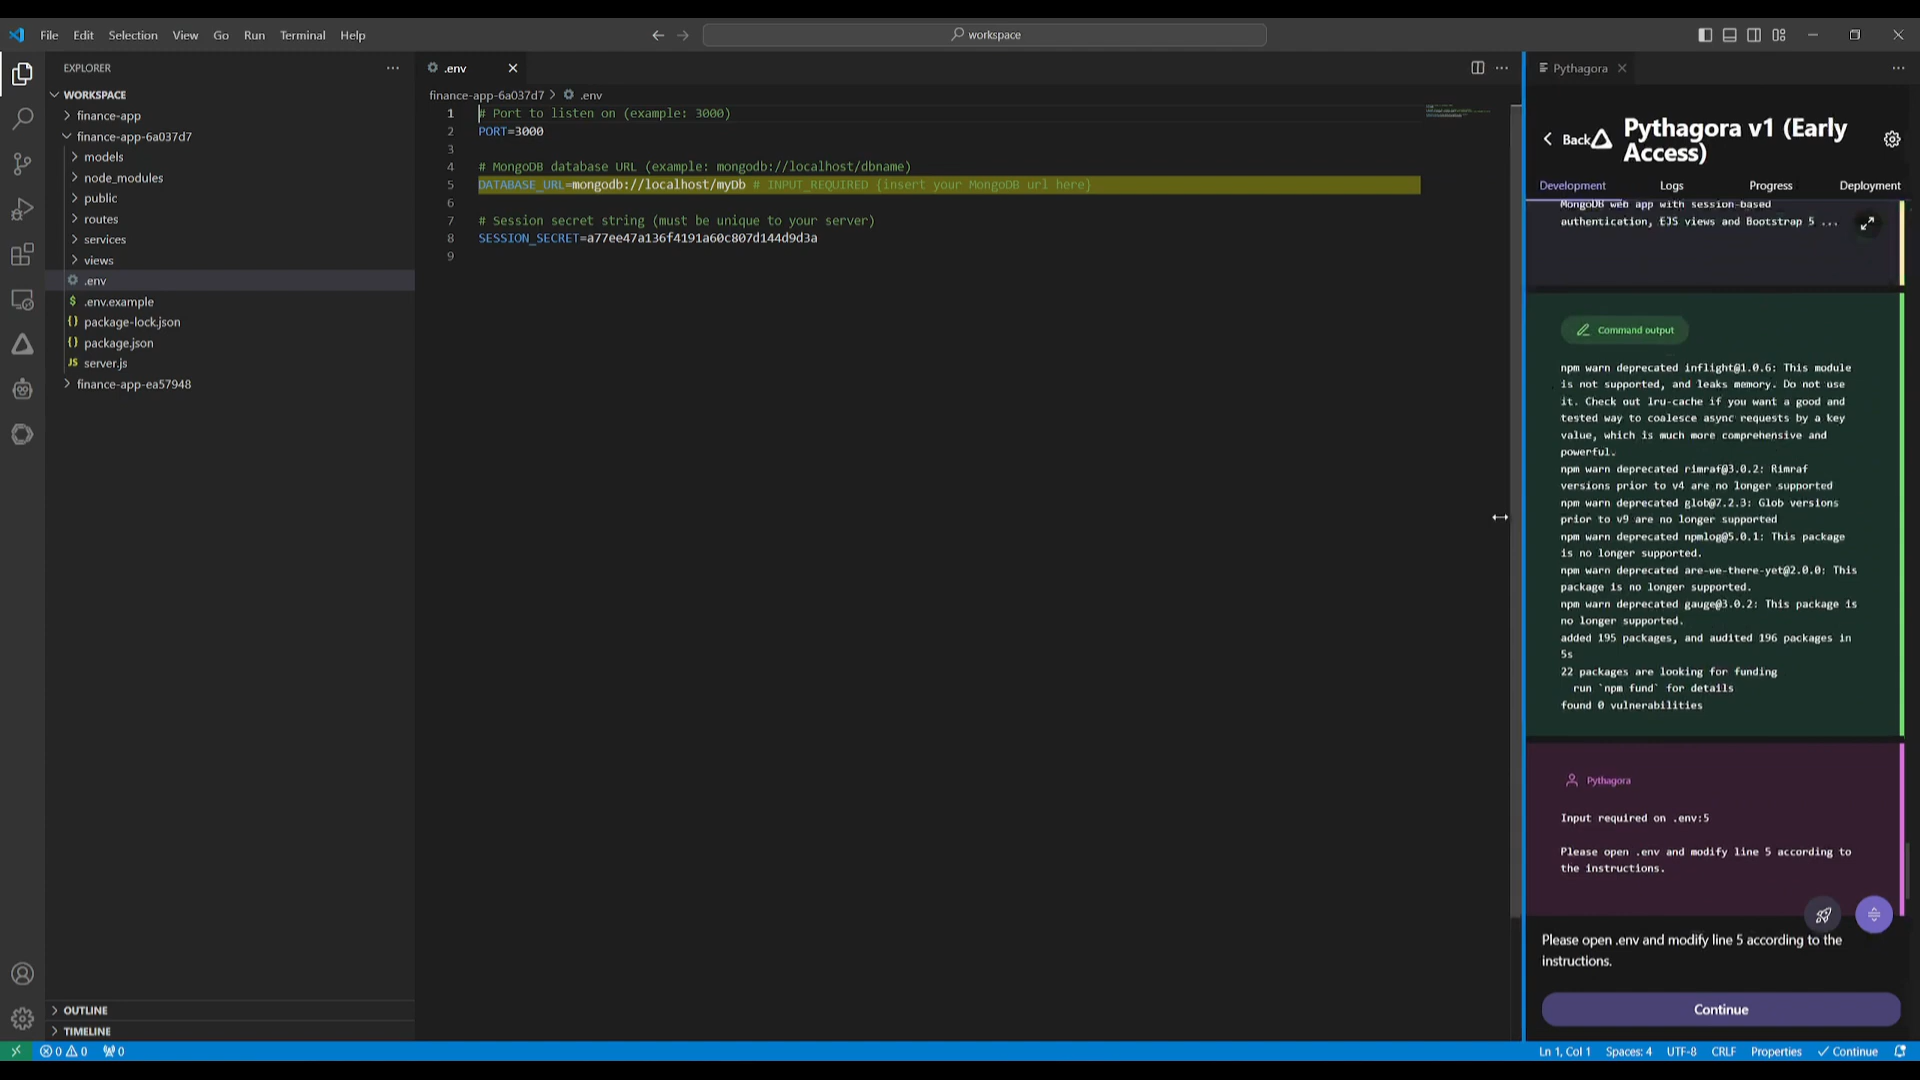 File Edit Selection View Go Run Terminal Help
workspace
EXPLORER
WORKSPACE
finance-app
finance-app-6a037d7
models
node_modules
public
routes
services
views
.env
.env.example
package-lock.json
package.json
server.js
finance-app-ea57948
OUTLINE
TIMELINE
.env
finance-app-6a037d7 > .env
1 # Port to listen on (example: 3000)
2 PORT=3000
3
4 # MongoDB database URL (example: mongodb://localhost/dbname)
5 DATABASE_URL=mongodb://localhost/myDb # INPUT_REQUIRED {insert your MongoDB url here}
6
7 # Session secret string (must be unique to your server)
8 SESSION_SECRET=a77ee47a136f4191a60c807d144d9d3a
9
Pythagora
Back
Pythagora v1 (Early
Access)
Development Logs Progress Deployment
MongoDB web app with session-based
authentication, EJS views and Bootstrap 5 ...
Command output
npm warn deprecated inflight@1.0.6: This module
is not supported, and leaks memory. Do not use
it. Check out lru-cache if you want a good and
tested way to coalesce async requests by a key
value, which is much more comprehensive and
powerful.
npm warn deprecated rimraf@3.0.2: Rimraf
versions prior to v4 are no longer supported
npm warn deprecated glob@7.2.3: Glob versions
prior to v9 are no longer supported
npm warn deprecated npmlog@5.0.1: This package
is no longer supported.
npm warn deprecated are-we-there-yet@2.0.0: This
package is no longer supported.
npm warn deprecated gauge@3.0.2: This package is
no longer supported.
added 195 packages, and audited 196 packages in
5s
22 packages are looking for funding
run `npm fund` for details
found 0 vulnerabilities
Pythagora
Input required on .env:5
Please open .env and modify line 5 according to
the instructions.
Please open .env and modify line 5 according to the
instructions.
Continue
0 0 0
Ln 1, Col 1 Spaces: 4 UTF-8 CRLF Properties Continue